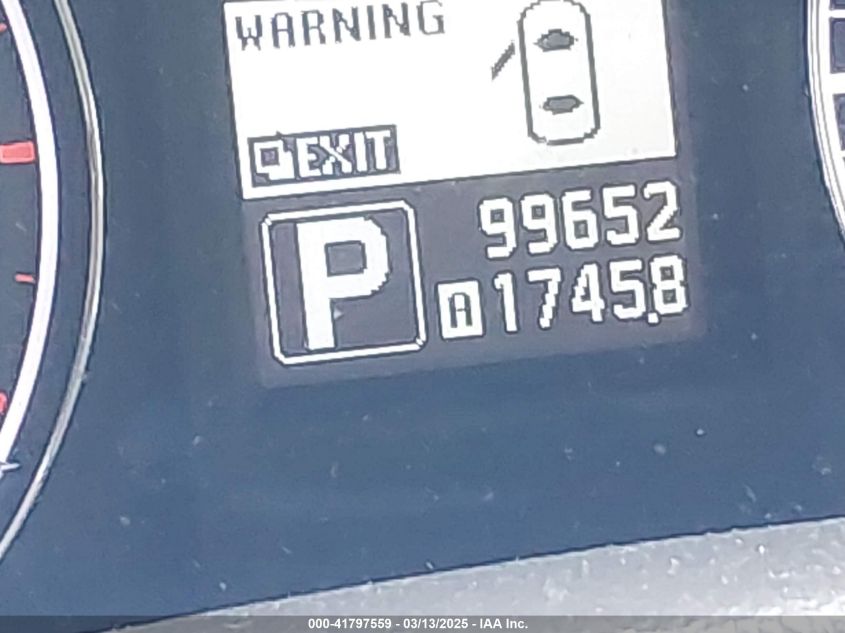 WARNING
EXIT
P
99652
A 1745.8
000-41797559 - 03/13/2025 - IAA Inc.